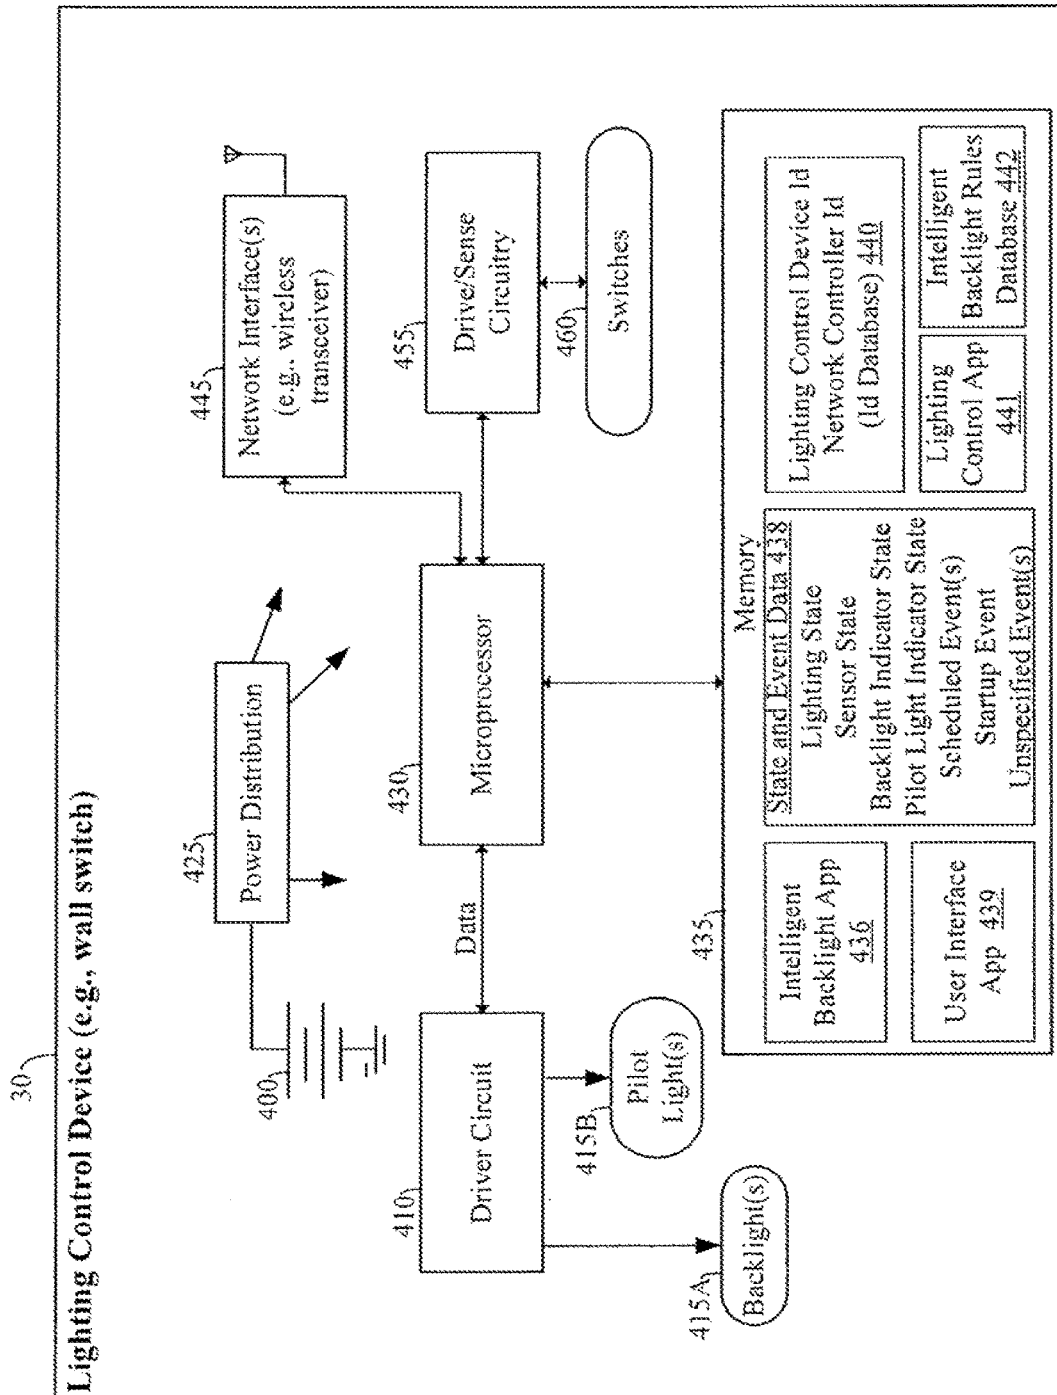 30
Lighting Control Device (e.g., wall switch)
400
425
Power Distribution
445
Network Interface(s)
(e.g., wireless
transceiver)
410
Driver Circuit
Data
430
Microprocessor
455
Drive/Sense
Circuitry
415A
Backlight(s)
415B
Pilot
Light(s)
460
Switches
435
Memory
Intelligent
Backlight App
436
User Interface
App 439
State and Event Data 438
Lighting State
Sensor State
Backlight Indicator State
Pilot Light Indicator State
Scheduled Event(s)
Startup Event
Unspecified Event(s)
Lighting Control Device Id
Network Controller Id
(Id Database) 440
Lighting
Control App
441
Intelligent
Backlight Rules
Database 442